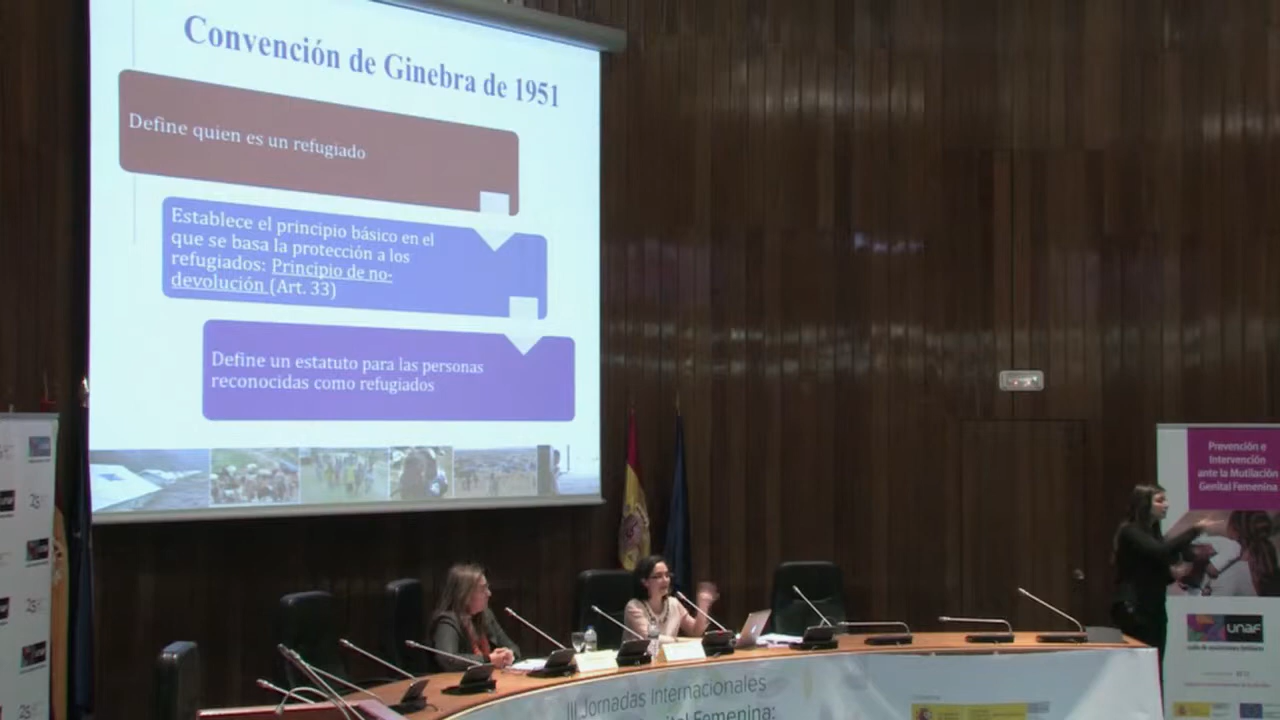 Convención de Ginebra de 1951
Define quien es un refugiado
Establece el principio básico en el
que se basa la protección a los
refugiados: Principio de no-
devolución (Art. 33)
Define un estatuto para las personas
reconocidas como refugiados
Prevención e
Intervención
ante la Mutilación
Genital Femenina
unaf
III Jornadas Internacionales
Genital Femenina: